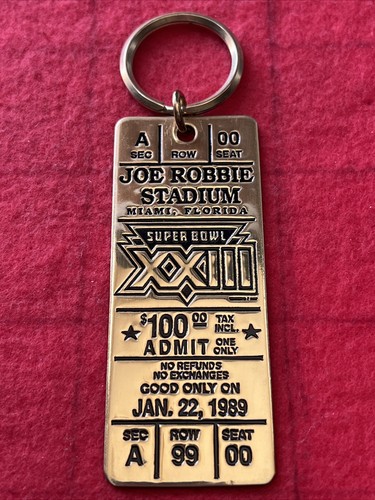 A 00
SEC ROW SEAT
JOE ROBBIE
STADIUM
MIAMI, FLORIDA
SUPER BOWL
XXIII
$100 00 TAX INCL.
ADMIT ONE ONLY
NO REFUNDS
NO EXCHANGES
GOOD ONLY ON
JAN. 22, 1989
SEC ROW SEAT
A 99 00